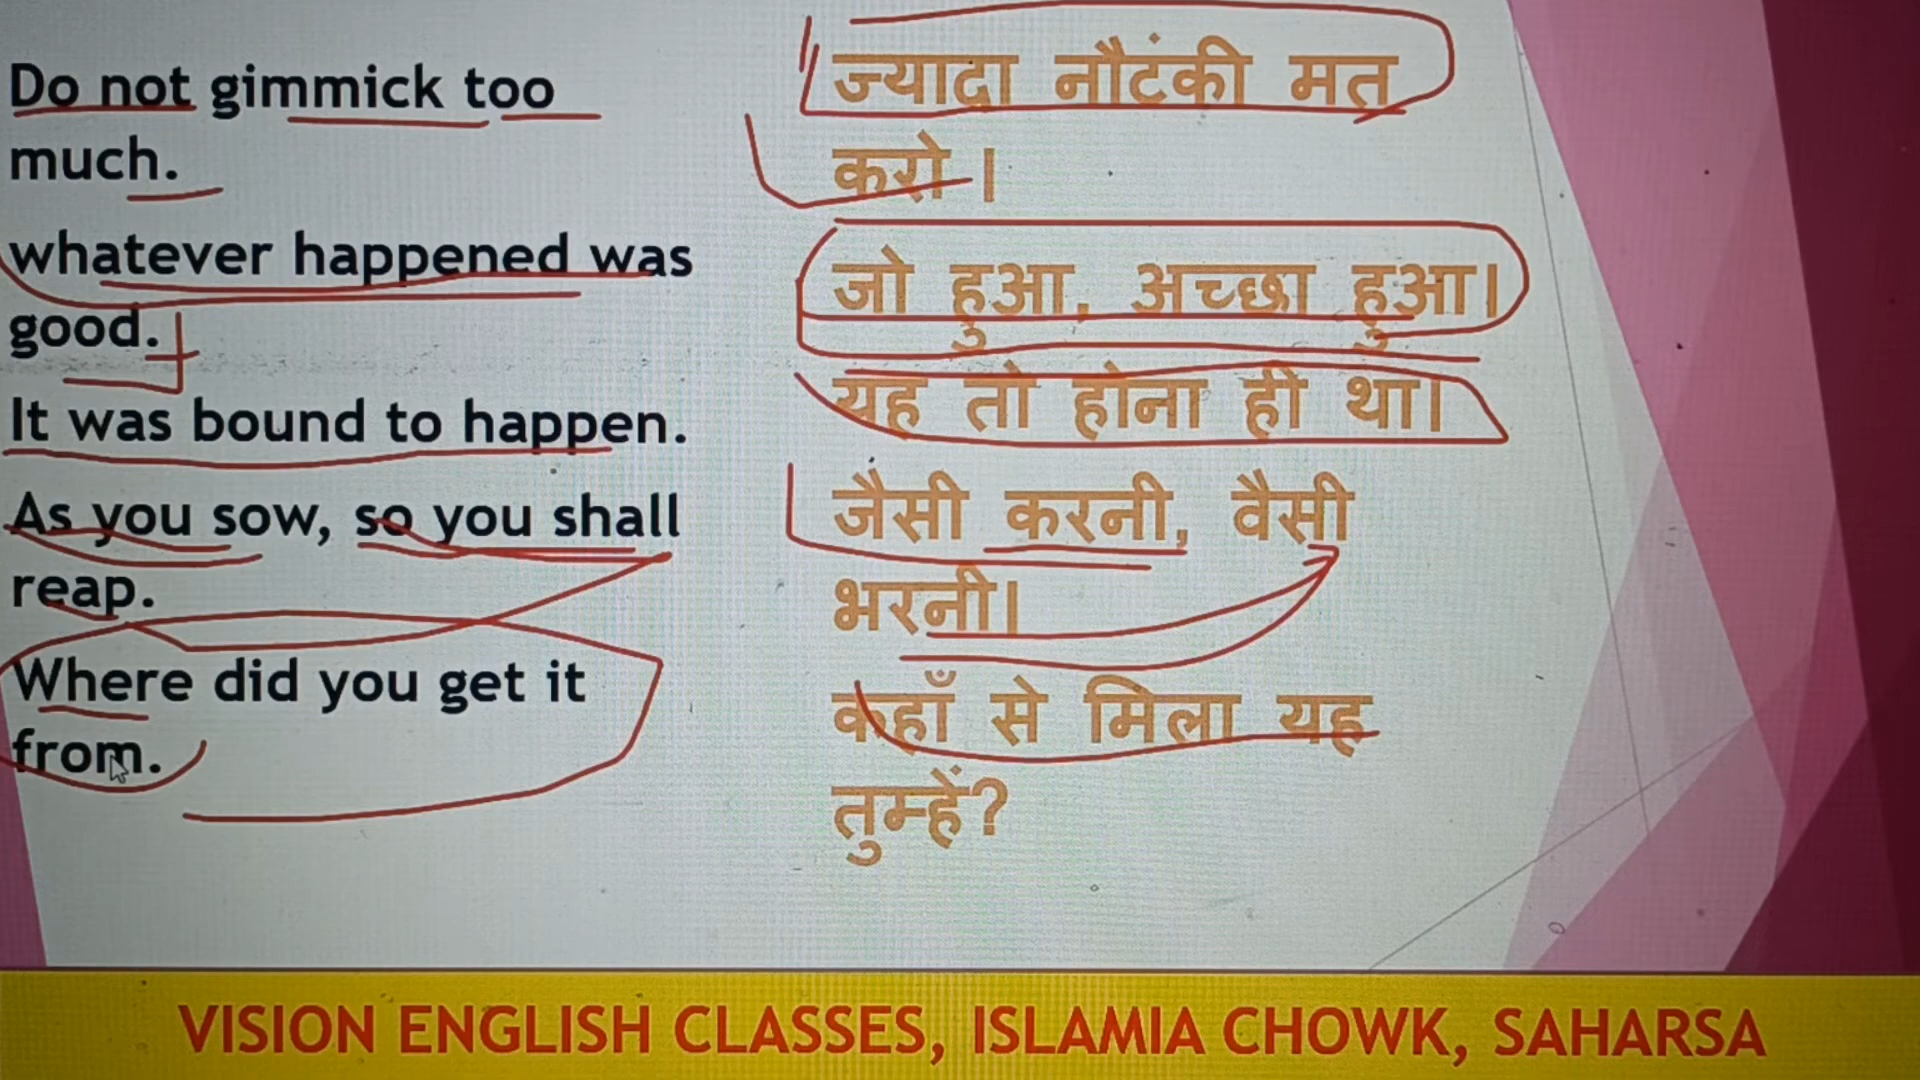 Do not gimmick too
much.
whatever happened was
good.
It was bound to happen.
As you sow, so you shall
reap.
Where did you get it
from.
ज्यादा नौटंकी मत
करो ।
जो हुआ, अच्छा हुआ।
यह तो होना ही था।
जैसी करनी, वैसी
भरनी।
कहाँ से मिला यह
तुम्हें?
VISION ENGLISH CLASSES, ISLAMIA CHOWK, SAHARSA